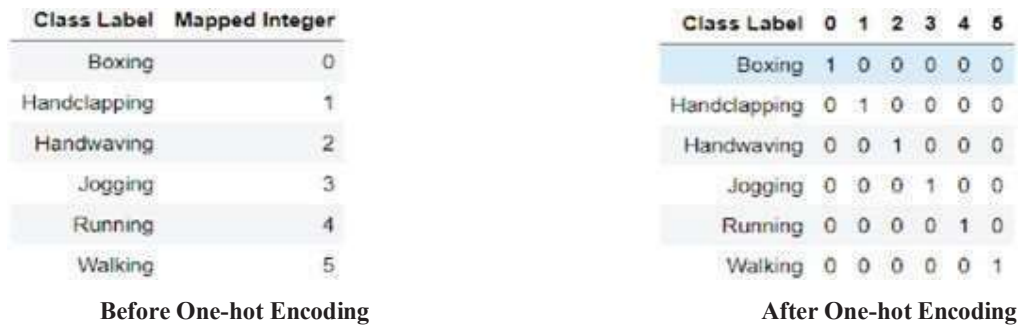 Class Label Mapped Integer
Boxing 0
Handclapping 1
Handwaving 2
Jogging 3
Running 4
Walking 5
Before One-hot Encoding
Class Label 0 1 2 3 4 5
Boxing 1 0 0 0 0 0
Handclapping 0 1 0 0 0 0
Handwaving 0 0 1 0 0 0
Jogging 0 0 0 1 0 0
Running 0 0 0 0 1 0
Walking 0 0 0 0 0 1
After One-hot Encoding